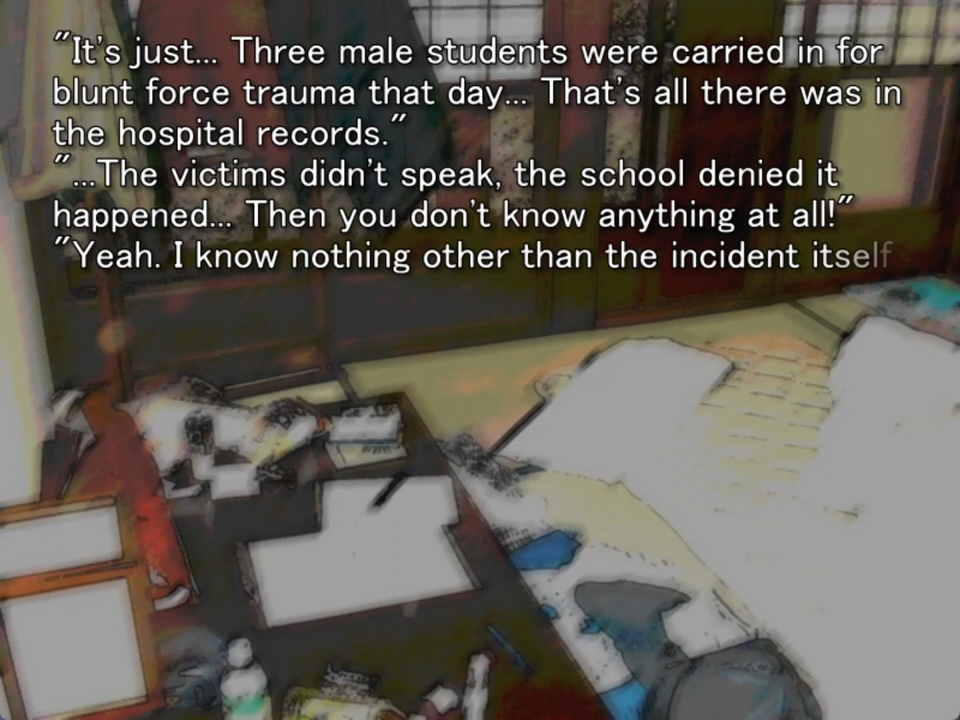 "It's just... Three male students were carried in for
blunt force trauma that day... That's all there was in
the hospital records."
"...The victims didn't speak, the school denied it
happened... Then you don't know anything at all!"
"Yeah. I know nothing other than the incident itself